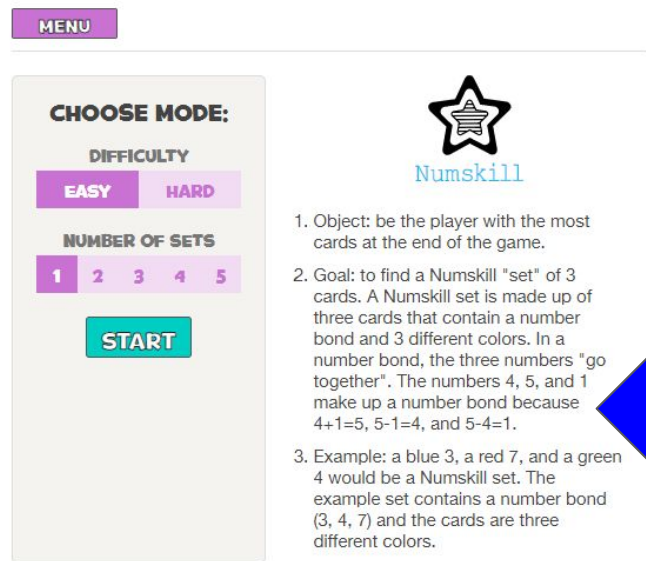 MENU
CHOOSE MODE:
DIFFICULTY
EASY HARD
NUMBER OF SETS
1 2 3 4 5
START
Numskill
1. Object: be the player with the most
cards at the end of the game.
2. Goal: to find a Numskill "set" of 3
cards. A Numskill set is made up of
three cards that contain a number
bond and 3 different colors. In a
number bond, the three numbers "go
together". The numbers 4, 5, and 1
make up a number bond because
4+1=5, 5-1=4, and 5-4=1.
3. Example: a blue 3, a red 7, and a green
4 would be a Numskill set. The
example set contains a number bond
(3, 4, 7) and the cards are three
different colors.